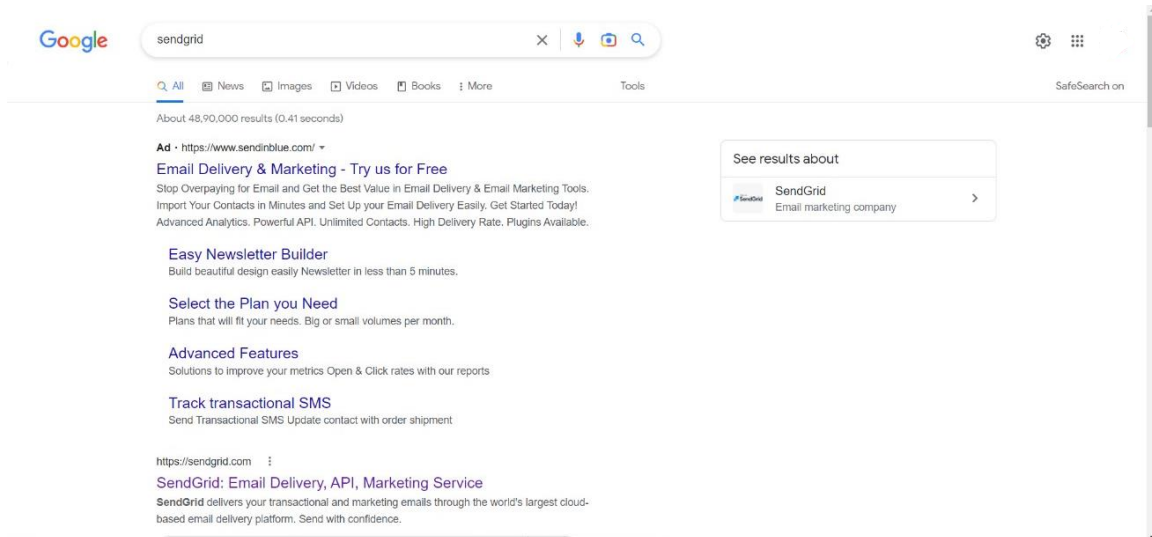 Google
sendgrid
All News Images Videos Books More Tools SafeSearch on
About 48,90,000 results (0.41 seconds)
Ad · https://www.sendinblue.com/
Email Delivery & Marketing - Try us for Free
Stop Overpaying for Email and Get the Best Value in Email Delivery & Email Marketing Tools.
Import Your Contacts in Minutes and Set Up your Email Delivery Easily. Get Started Today!
Advanced Analytics. Powerful API. Unlimited Contacts. High Delivery Rate. Plugins Available.
Easy Newsletter Builder
Build beautiful design easily Newsletter in less than 5 minutes.
Select the Plan you Need
Plans that will fit your needs. Big or small volumes per month.
Advanced Features
Solutions to improve your metrics Open & Click rates with our reports
Track transactional SMS
Send Transactional SMS Update contact with order shipment
https://sendgrid.com
SendGrid: Email Delivery, API, Marketing Service
SendGrid delivers your transactional and marketing emails through the world's largest cloud-
based email delivery platform. Send with confidence.
See results about
SendGrid
SendGrid
Email marketing company